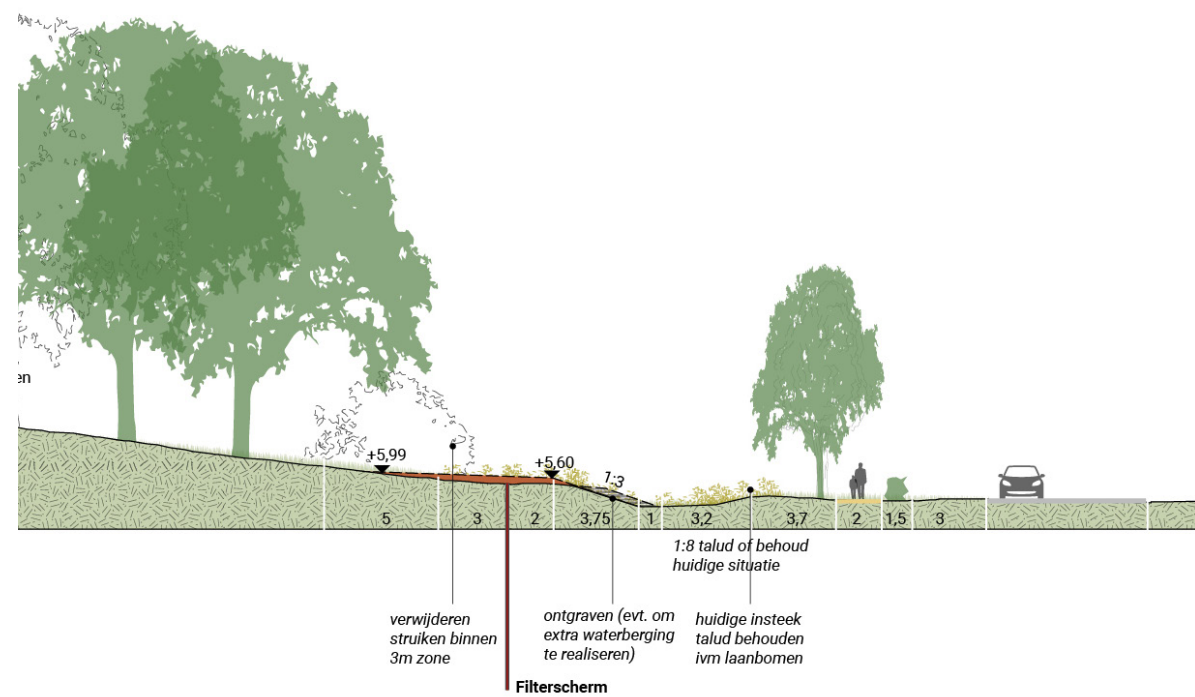 en
+5,99
+5,60
1:3
5
3
2
3,75
1
3,2
3,7
2
1,5
3
1:8 talud of behoud
huidige situatie
verwijderen
struiken binnen
3m zone
ontgraven (evt. om
extra waterberging
te realiseren)
huidige insteek
talud behouden
ivm laanbomen
Filterscherm